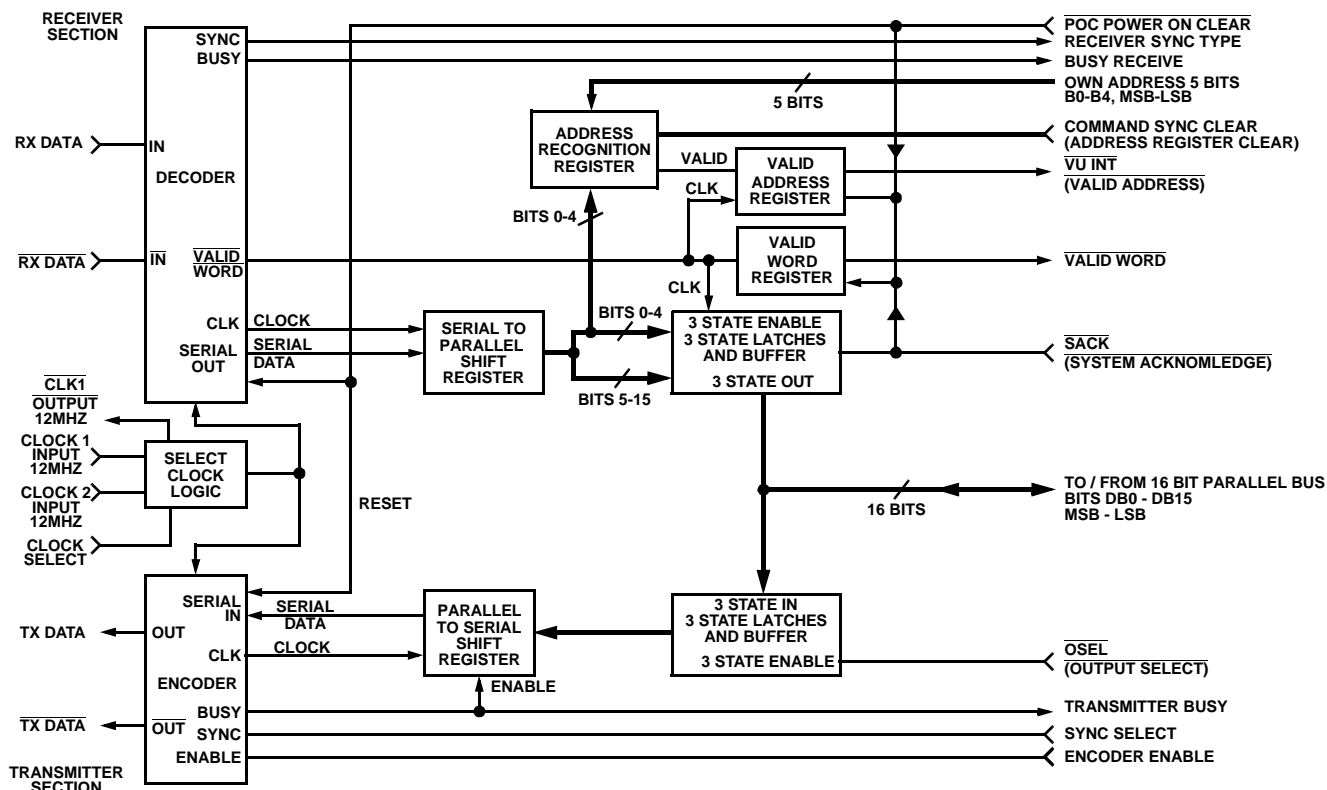 RECEIVER
SECTION
SYNC
BUSY
IN
DECODER
IN
VALID
WORD
CLK
SERIAL
OUT
RX DATA
RX DATA
POC POWER ON CLEAR
RECEIVER SYNC TYPE
BUSY RECEIVE
OWN ADDRESS 5 BITS
B0-B4, MSB-LSB
5 BITS
ADDRESS
RECOGNITION
REGISTER
COMMAND SYNC CLEAR
(ADDRESS REGISTER CLEAR)
VALID
VALID
ADDRESS
REGISTER
VU INT
(VALID ADDRESS)
CLK
BITS 0-4
VALID
WORD
REGISTER
VALID WORD
CLK
CLOCK
SERIAL
DATA
SERIAL TO
PARALLEL
SHIFT
REGISTER
BITS 0-4
BITS 5-15
3 STATE ENABLE
3 STATE LATCHES
AND BUFFER
3 STATE OUT
SACK
(SYSTEM ACKNOMLEDGE)
CLK1
OUTPUT
12MHZ
CLOCK 1
INPUT
12MHZ
CLOCK 2
INPUT
12MHZ
CLOCK
SELECT
SELECT
CLOCK
LOGIC
RESET
16 BITS
TO / FROM 16 BIT PARALLEL BUS
BITS DB0 - DB15
MSB - LSB
SERIAL
IN
OUT
CLK
ENCODER
BUSY
OUT
SYNC
ENABLE
TX DATA
TX DATA
SERIAL
DATA
CLOCK
PARALLEL
TO SERIAL
SHIFT
REGISTER
ENABLE
3 STATE IN
3 STATE LATCHES
AND BUFFER
3 STATE ENABLE
OSEL
(OUTPUT SELECT)
TRANSMITTER BUSY
SYNC SELECT
ENCODER ENABLE
TRANSMITTER
SECTION